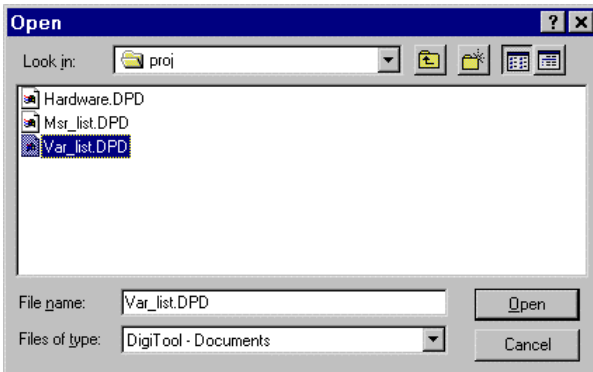 Open
Look in: proj
Hardware.DPD
Msr_list.DPD
Var_list.DPD
File name: Var_list.DPD Open
Files of type: DigiTool - Documents Cancel